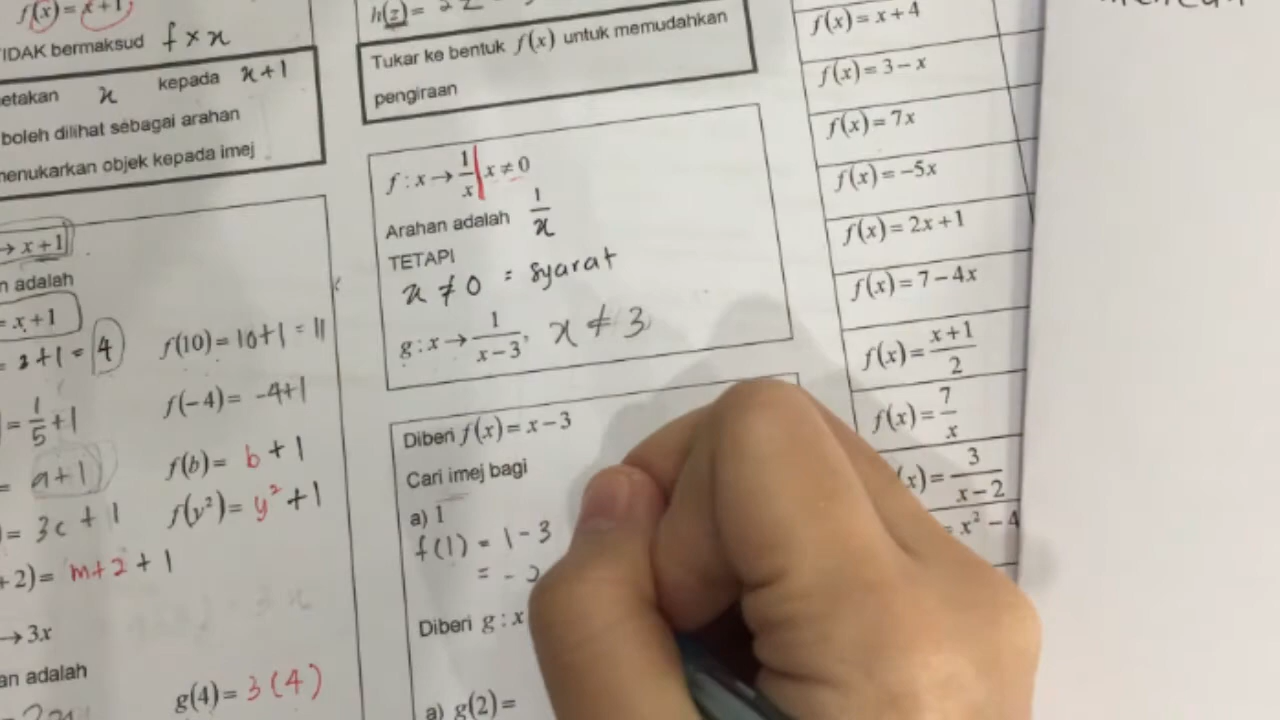 f(x) = x+1
TIDAK bermaksud f × x
kepada x+1
x
boleh dilihat sebagai arahan
menukarkan objek kepada imej
→ x+1
adalah
= x+1
= 3+1 = 4
f(10) = 10+1 = 11
= 1/5 + 1
f(−4) = -4+1
= a+1
f(b) = b + 1
= 3c + 1
f(y²) = y² + 1
+2) = m+2 + 1
→ 3x
adalah
g(4) = 3(4)
h(z) =
Tukar ke bentuk f(x) untuk memudahkan
pengiraan
f : x → 1/x, x ≠ 0
Arahan adalah 1/x
TETAPI
x ≠ 0 = syarat
g : x → 1/(x−3), x ≠ 3
Diberi f(x) = x−3
Cari imej bagi
a) 1
f(1) = 1 - 3
= - 2
Diberi g : x
a) g(2) =
f(x) = x+4
f(x) = 3−x
f(x) = 7x
f(x) = −5x
f(x) = 2x+1
f(x) = 7−4x
f(x) = (x+1)/2
f(x) = 7/x
(x) = 3/(x−2)
= x² − 4